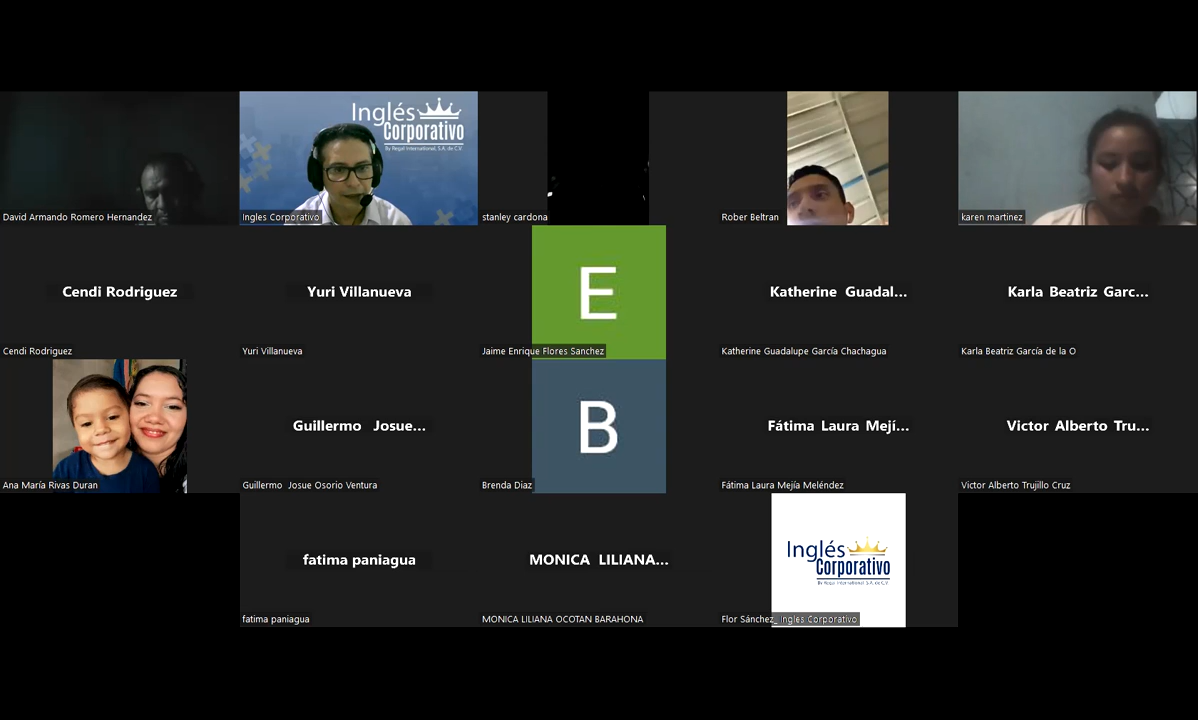 Inglés
Corporativo
By Regal International, S.A. de C.V.
David Armando Romero Hernandez
Ingles Corporativo
stanley cardona
Rober Beltran
karen martinez
Cendi Rodriguez
Yuri Villanueva
E
Katherine Guadal...
Karla Beatriz Garc...
Cendi Rodriguez
Yuri Villanueva
Jaime Enrique Flores Sanchez
Katherine Guadalupe García Chachagua
Karla Beatriz García de la O
Guillermo Josue...
B
Fátima Laura Mejí...
Victor Alberto Tru...
Ana María Rivas Duran
Guillermo Josue Osorio Ventura
Brenda Diaz
Fátima Laura Mejía Meléndez
Victor Alberto Trujillo Cruz
fatima paniagua
MONICA LILIANA...
Inglés
Corporativo
By Regal International, S.A. de C.V.
fatima paniagua
MONICA LILIANA OCOTAN BARAHONA
Flor Sánchez_ Ingles Corporativo